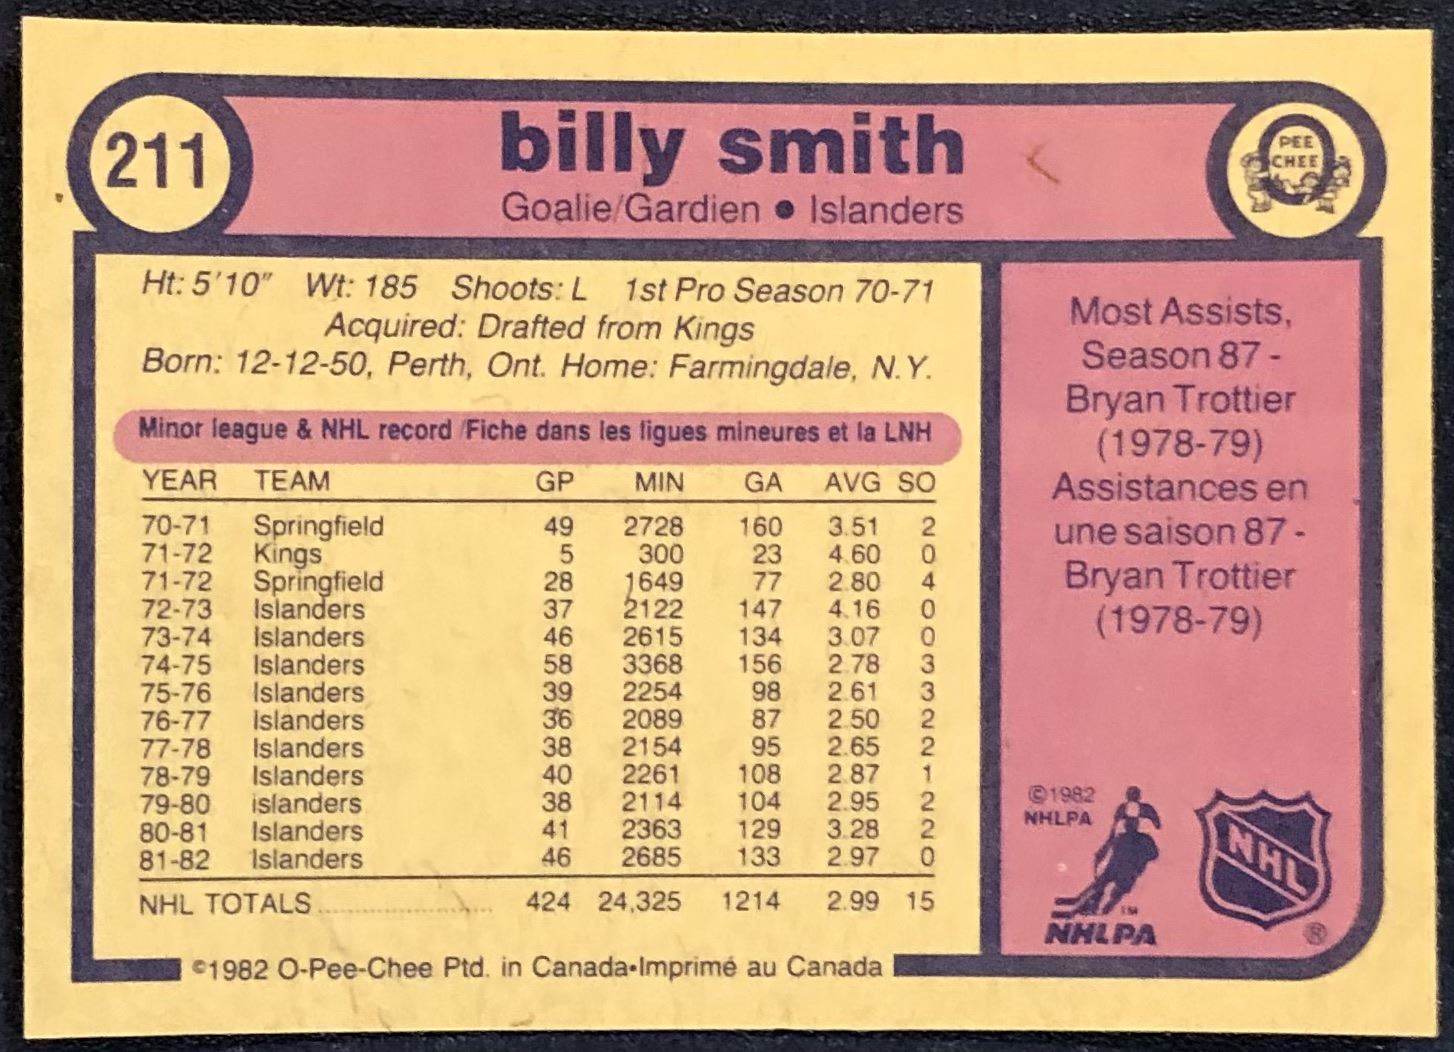 211
billy smith
Goalie/Gardien • Islanders
PEE
CHEE
Ht: 5'10" Wt: 185 Shoots: L 1st Pro Season 70-71
Acquired: Drafted from Kings
Born: 12-12-50, Perth, Ont. Home: Farmingdale, N.Y.
Minor league & NHL record/Fiche dans les ligues mineures et la LNH
YEAR TEAM GP MIN GA AVG SO
70-71 Springfield 49 2728 160 3.51 2
71-72 Kings 5 300 23 4.60 0
71-72 Springfield 28 1649 77 2.80 4
72-73 Islanders 37 2122 147 4.16 0
73-74 Islanders 46 2615 134 3.07 0
74-75 Islanders 58 3368 156 2.78 3
75-76 Islanders 39 2254 98 2.61 3
76-77 Islanders 36 2089 87 2.50 2
77-78 Islanders 38 2154 95 2.65 2
78-79 Islanders 40 2261 108 2.87 1
79-80 islanders 38 2114 104 2.95 2
80-81 Islanders 41 2363 129 3.28 2
81-82 Islanders 46 2685 133 2.97 0
NHL TOTALS.......................... 424 24,325 1214 2.99 15
©1982 O-Pee-Chee Ptd. in Canada•Imprimé au Canada
Most Assists,
Season 87 -
Bryan Trottier
(1978-79)
Assistances en
une saison 87 -
Bryan Trottier
(1978-79)
©1982
NHLPA
TM
NHLPA
NHL
®